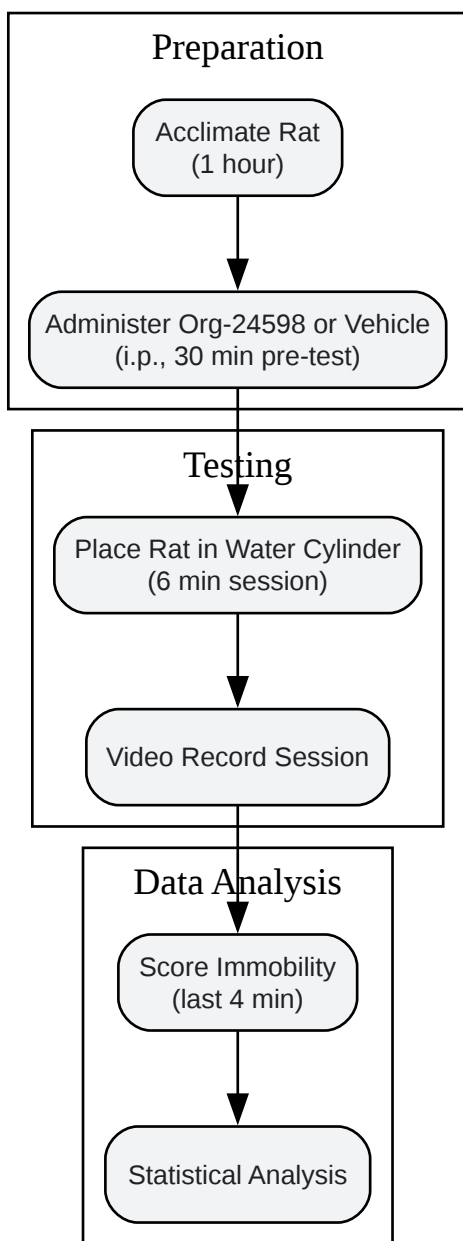 Preparation
Acclimate Rat
(1 hour)
Administer Org-24598 or Vehicle
(i.p., 30 min pre-test)
Testing
Place Rat in Water Cylinder
(6 min session)
Video Record Session
Data Analysis
Score Immobility
(last 4 min)
Statistical Analysis